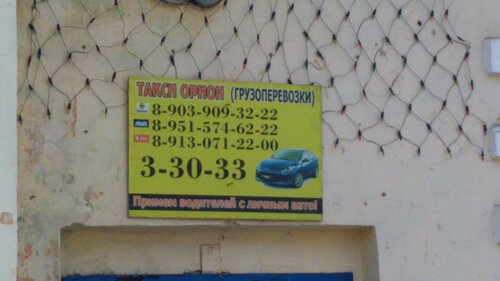 ТАКСИ ОРИОН (ГРУЗОПЕРЕВОЗКИ)
8-903-909-32-22
8-951-574-62-22
8-913-071-22-00
3-30-33
Примем водителей с личным авто!